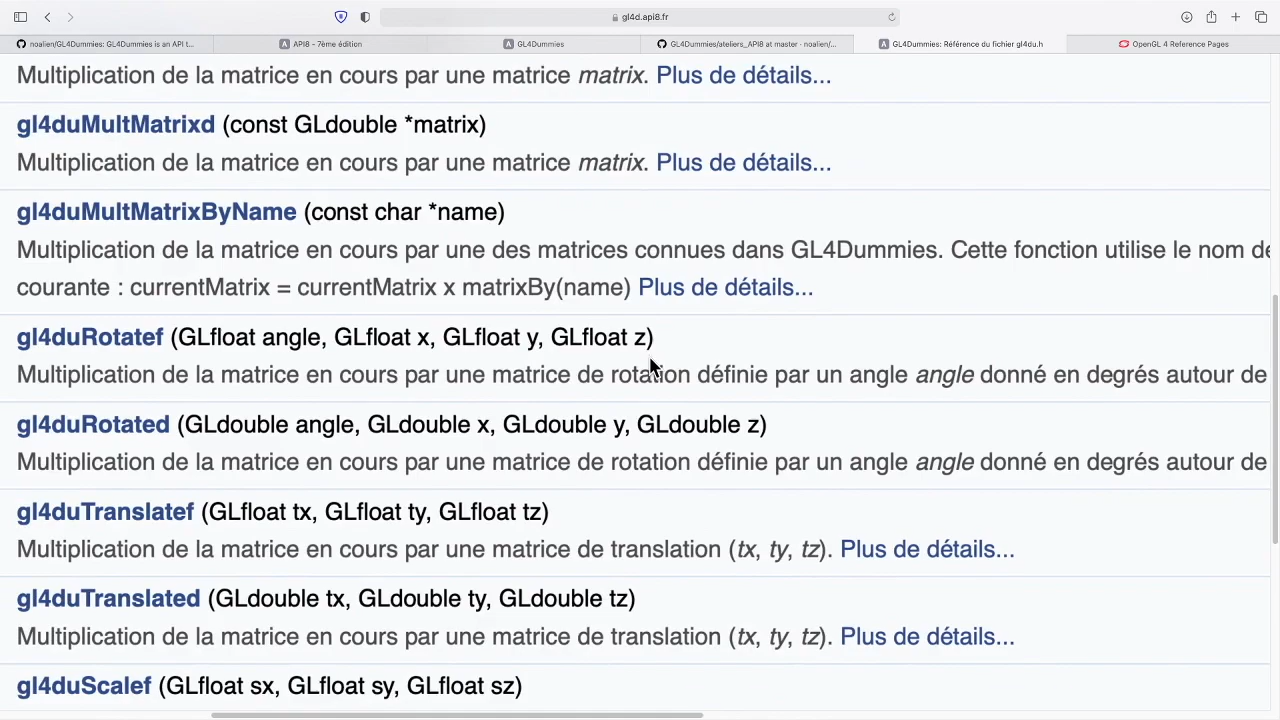 gl4d.api8.fr
noalien/GL4Dummies: GL4Dummies is an API t...
API8 - 7ème édition
GL4Dummies
GL4Dummies/ateliers_API8 at master · noalien/...
GL4Dummies: Référence du fichier gl4du.h
OpenGL 4 Reference Pages
Multiplication de la matrice en cours par une matrice matrix. Plus de détails...
gl4duMultMatrixd (const GLdouble *matrix)
Multiplication de la matrice en cours par une matrice matrix. Plus de détails...
gl4duMultMatrixByName (const char *name)
Multiplication de la matrice en cours par une des matrices connues dans GL4Dummies. Cette fonction utilise le nom de
courante : currentMatrix = currentMatrix x matrixBy(name) Plus de détails...
gl4duRotatef (GLfloat angle, GLfloat x, GLfloat y, GLfloat z)
Multiplication de la matrice en cours par une matrice de rotation définie par un angle angle donné en degrés autour de
gl4duRotated (GLdouble angle, GLdouble x, GLdouble y, GLdouble z)
Multiplication de la matrice en cours par une matrice de rotation définie par un angle angle donné en degrés autour de
gl4duTranslatef (GLfloat tx, GLfloat ty, GLfloat tz)
Multiplication de la matrice en cours par une matrice de translation (tx, ty, tz). Plus de détails...
gl4duTranslated (GLdouble tx, GLdouble ty, GLdouble tz)
Multiplication de la matrice en cours par une matrice de translation (tx, ty, tz). Plus de détails...
gl4duScalef (GLfloat sx, GLfloat sy, GLfloat sz)